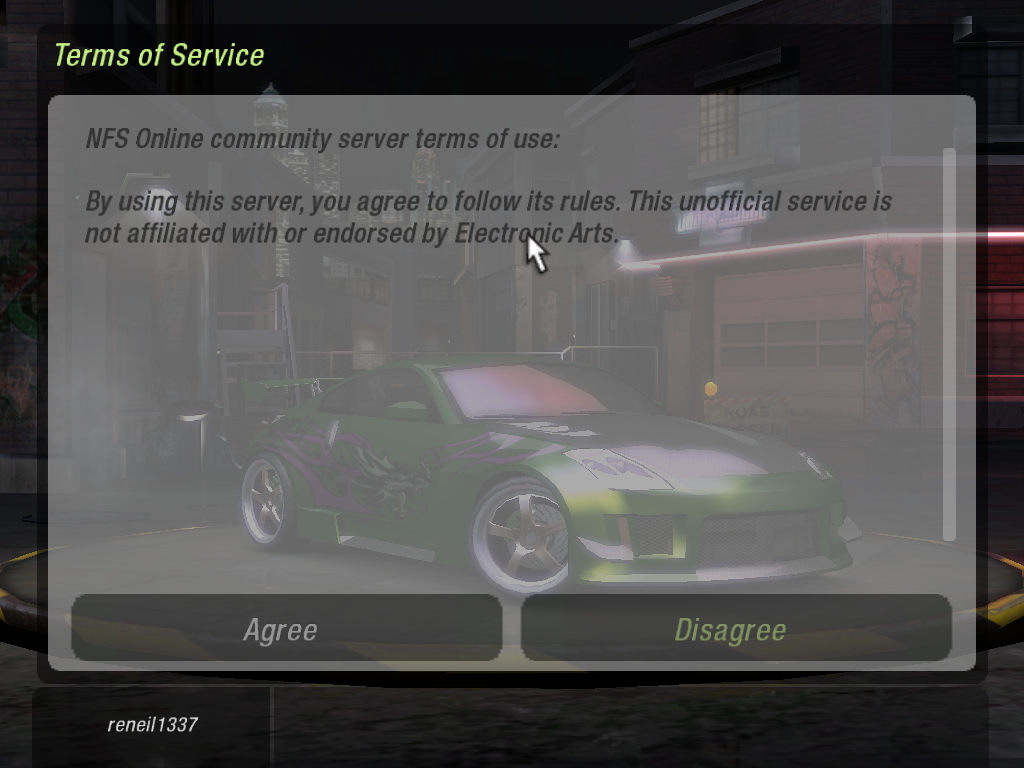 Terms of Service
NFS Online community server terms of use:
By using this server, you agree to follow its rules. This unofficial service is
not affiliated with or endorsed by Electronic Arts.
Agree
Disagree
reneil1337